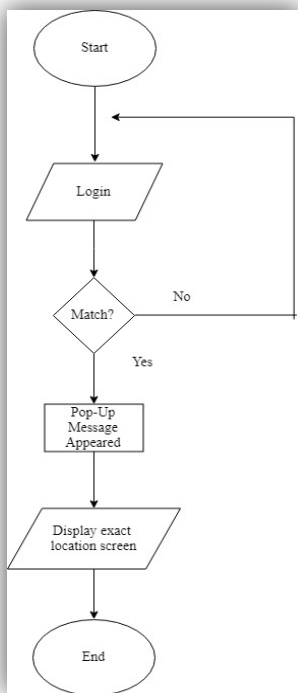 Start
Login
Match?
No
Yes
Pop-Up
Message
Appeared
Display exact
location screen
End